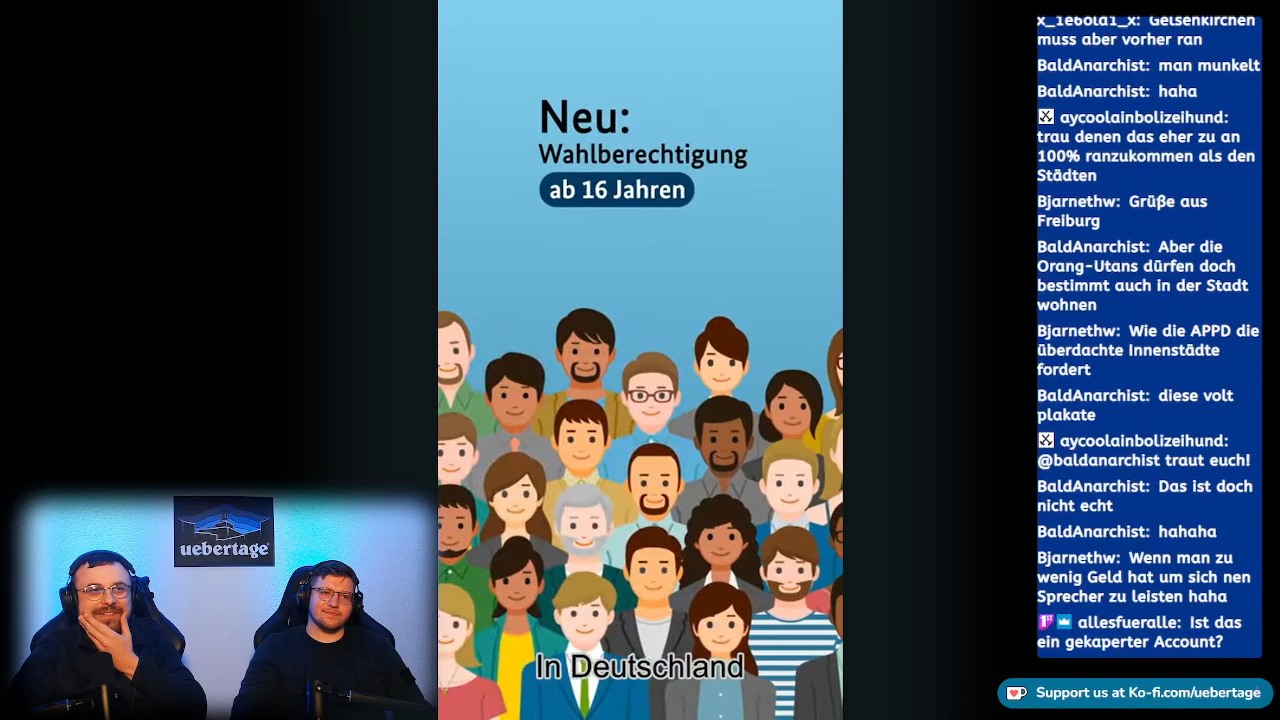 Neu:
Wahlberechtigung
ab 16 Jahren
In Deutschland
uebertage
x_1e6old1_x: Gelsenkirchen
muss aber vorher ran
BaldAnarchist: man munkelt
BaldAnarchist: haha
aycoolainbolizeihund:
trau denen das eher zu an
100% ranzukommen als den
Städten
Bjarnethw: Grüße aus
Freiburg
BaldAnarchist: Aber die
Orang-Utans dürfen doch
bestimmt auch in der Stadt
wohnen
Bjarnethw: Wie die APPD die
überdachte Innenstädte
fordert
BaldAnarchist: diese volt
plakate
aycoolainbolizeihund:
@baldanarchist traut euch!
BaldAnarchist: Das ist doch
nicht echt
BaldAnarchist: hahaha
Bjarnethw: Wenn man zu
wenig Geld hat um sich nen
Sprecher zu leisten haha
allesfueralle: Ist das
ein gekaperter Account?
Support us at Ko-fi.com/uebertage